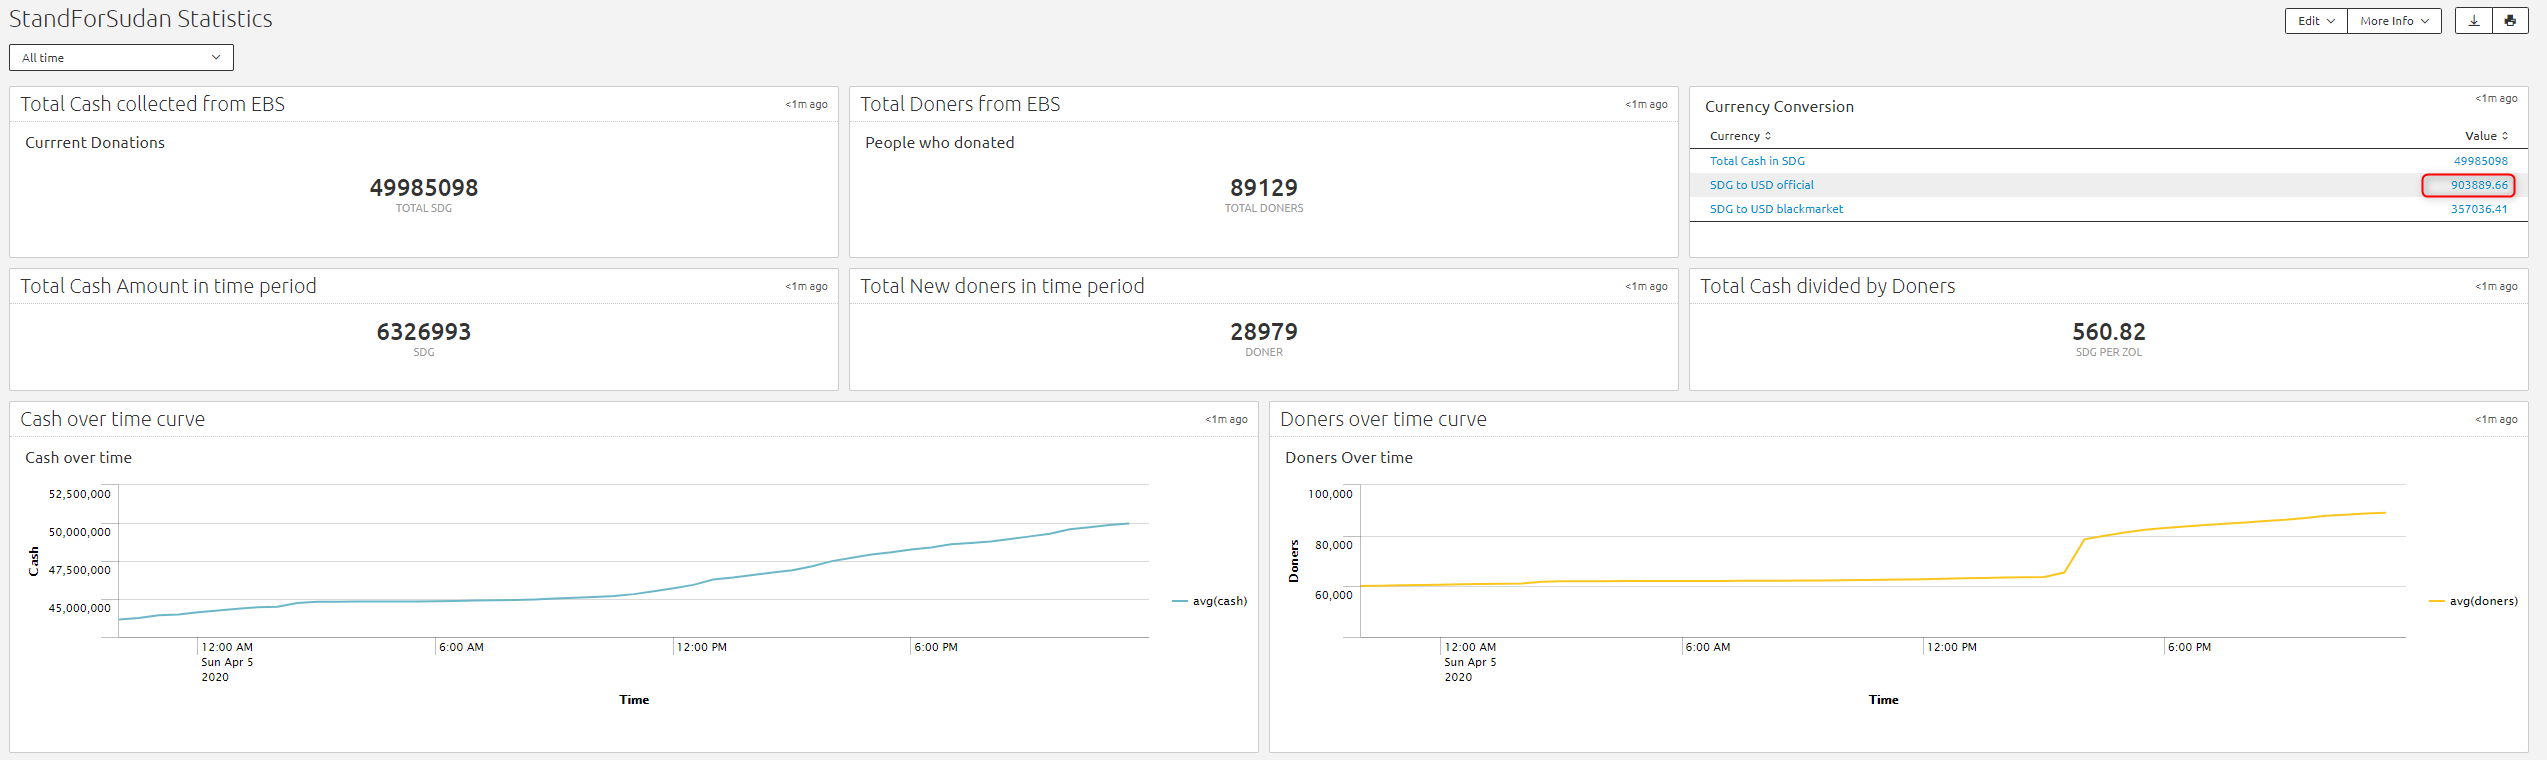 StandForSudan Statistics
Edit More Info
All time
Total Cash collected from EBS <1m ago
Currrent Donations
49985098
TOTAL SDG
Total Doners from EBS <1m ago
People who donated
89129
TOTAL DONERS
<1m ago
Currency Conversion
Currency Value
Total Cash in SDG 49985098
SDG to USD official 903889.66
SDG to USD blackmarket 357036.41
Total Cash Amount in time period <1m ago
6326993
SDG
Total New doners in time period <1m ago
28979
DONER
Total Cash divided by Doners <1m ago
560.82
SDG PER ZOL
Cash over time curve <1m ago
Cash over time
52,500,000
50,000,000
47,500,000
45,000,000
Cash
12:00 AM 6:00 AM 12:00 PM 6:00 PM
Sun Apr 5
2020
Time
avg(cash)
Doners over time curve <1m ago
Doners Over time
100,000
80,000
60,000
Doners
12:00 AM 6:00 AM 12:00 PM 6:00 PM
Sun Apr 5
2020
Time
avg(doners)